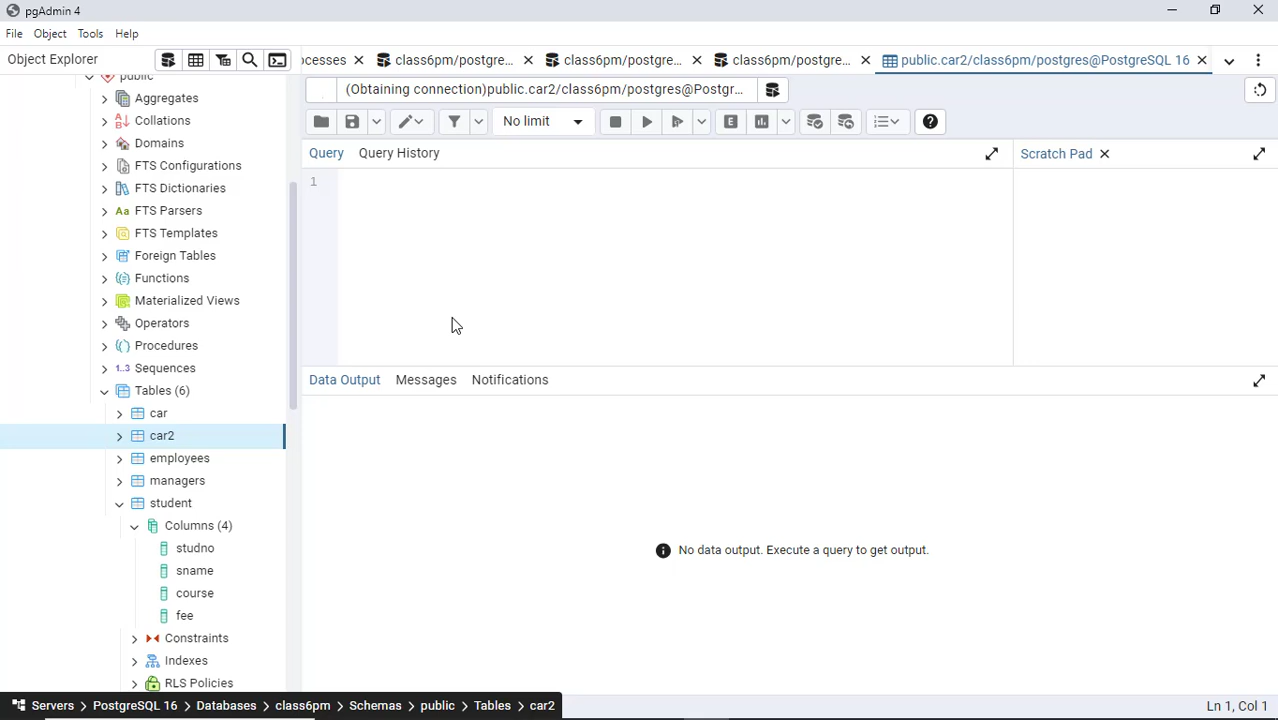 pgAdmin 4
File Object Tools Help
Object Explorer
ocesses class6pm/postgre... class6pm/postgre... class6pm/postgre... public.car2/class6pm/postgres@PostgreSQL 16
(Obtaining connection)public.car2/class6pm/postgres@Postgr...
No limit
Query Query History
Scratch Pad
1
public
Aggregates
Collations
Domains
FTS Configurations
FTS Dictionaries
Aa FTS Parsers
FTS Templates
Foreign Tables
Functions
Materialized Views
Operators
Procedures
1..3 Sequences
Tables (6)
car
car2
employees
managers
student
Columns (4)
studno
sname
course
fee
Constraints
Indexes
RLS Policies
Data Output Messages Notifications
No data output. Execute a query to get output.
Servers > PostgreSQL 16 > Databases > class6pm > Schemas > public > Tables > car2
Ln 1, Col 1